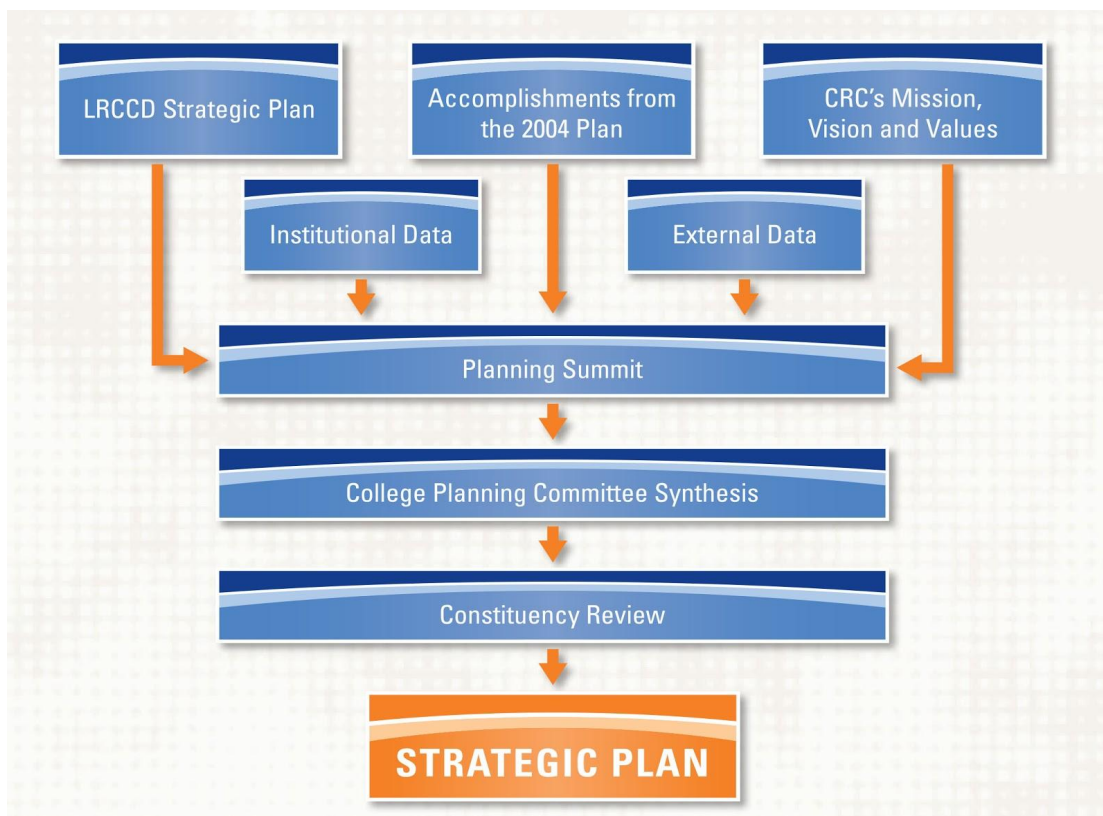 LRCCD Strategic Plan
Accomplishments from
the 2004 Plan
CRC's Mission,
Vision and Values
Institutional Data
External Data
Planning Summit
College Planning Committee Synthesis
Constituency Review
STRATEGIC PLAN